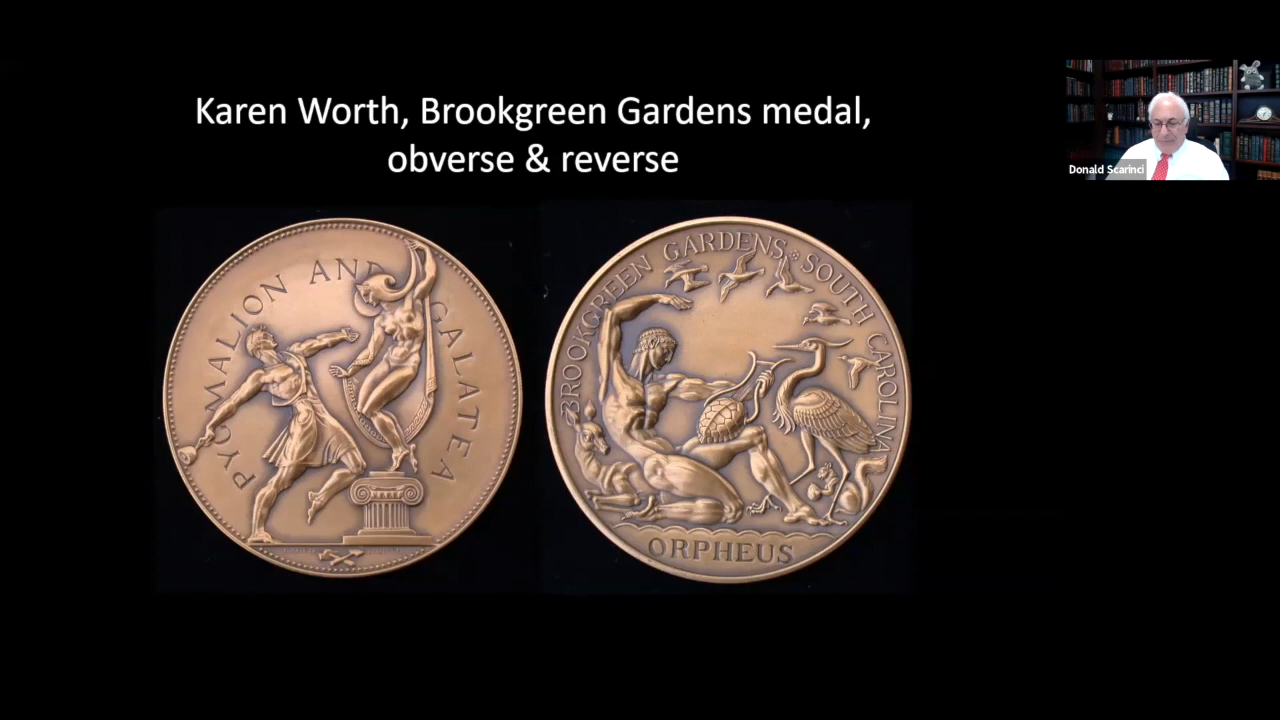 Karen Worth, Brookgreen Gardens medal,
obverse & reverse
Donald Scarinci
PYGMALION AND GALATEA
BROOKGREEN GARDENS SOUTH CAROLINA
ORPHEUS